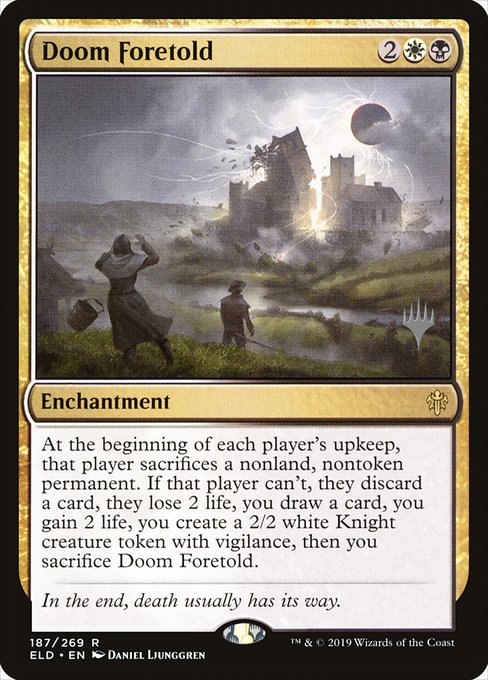 Doom Foretold 2
Enchantment
At the beginning of each player's upkeep,
that player sacrifices a nonland, nontoken
permanent. If that player can't, they discard
a card, they lose 2 life, you draw a card, you
gain 2 life, you create a 2/2 white Knight
creature token with vigilance, then you
sacrifice Doom Foretold.
In the end, death usually has its way.
187/269 R
ELD • EN Daniel Ljunggren
™ & © 2019 Wizards of the Coast